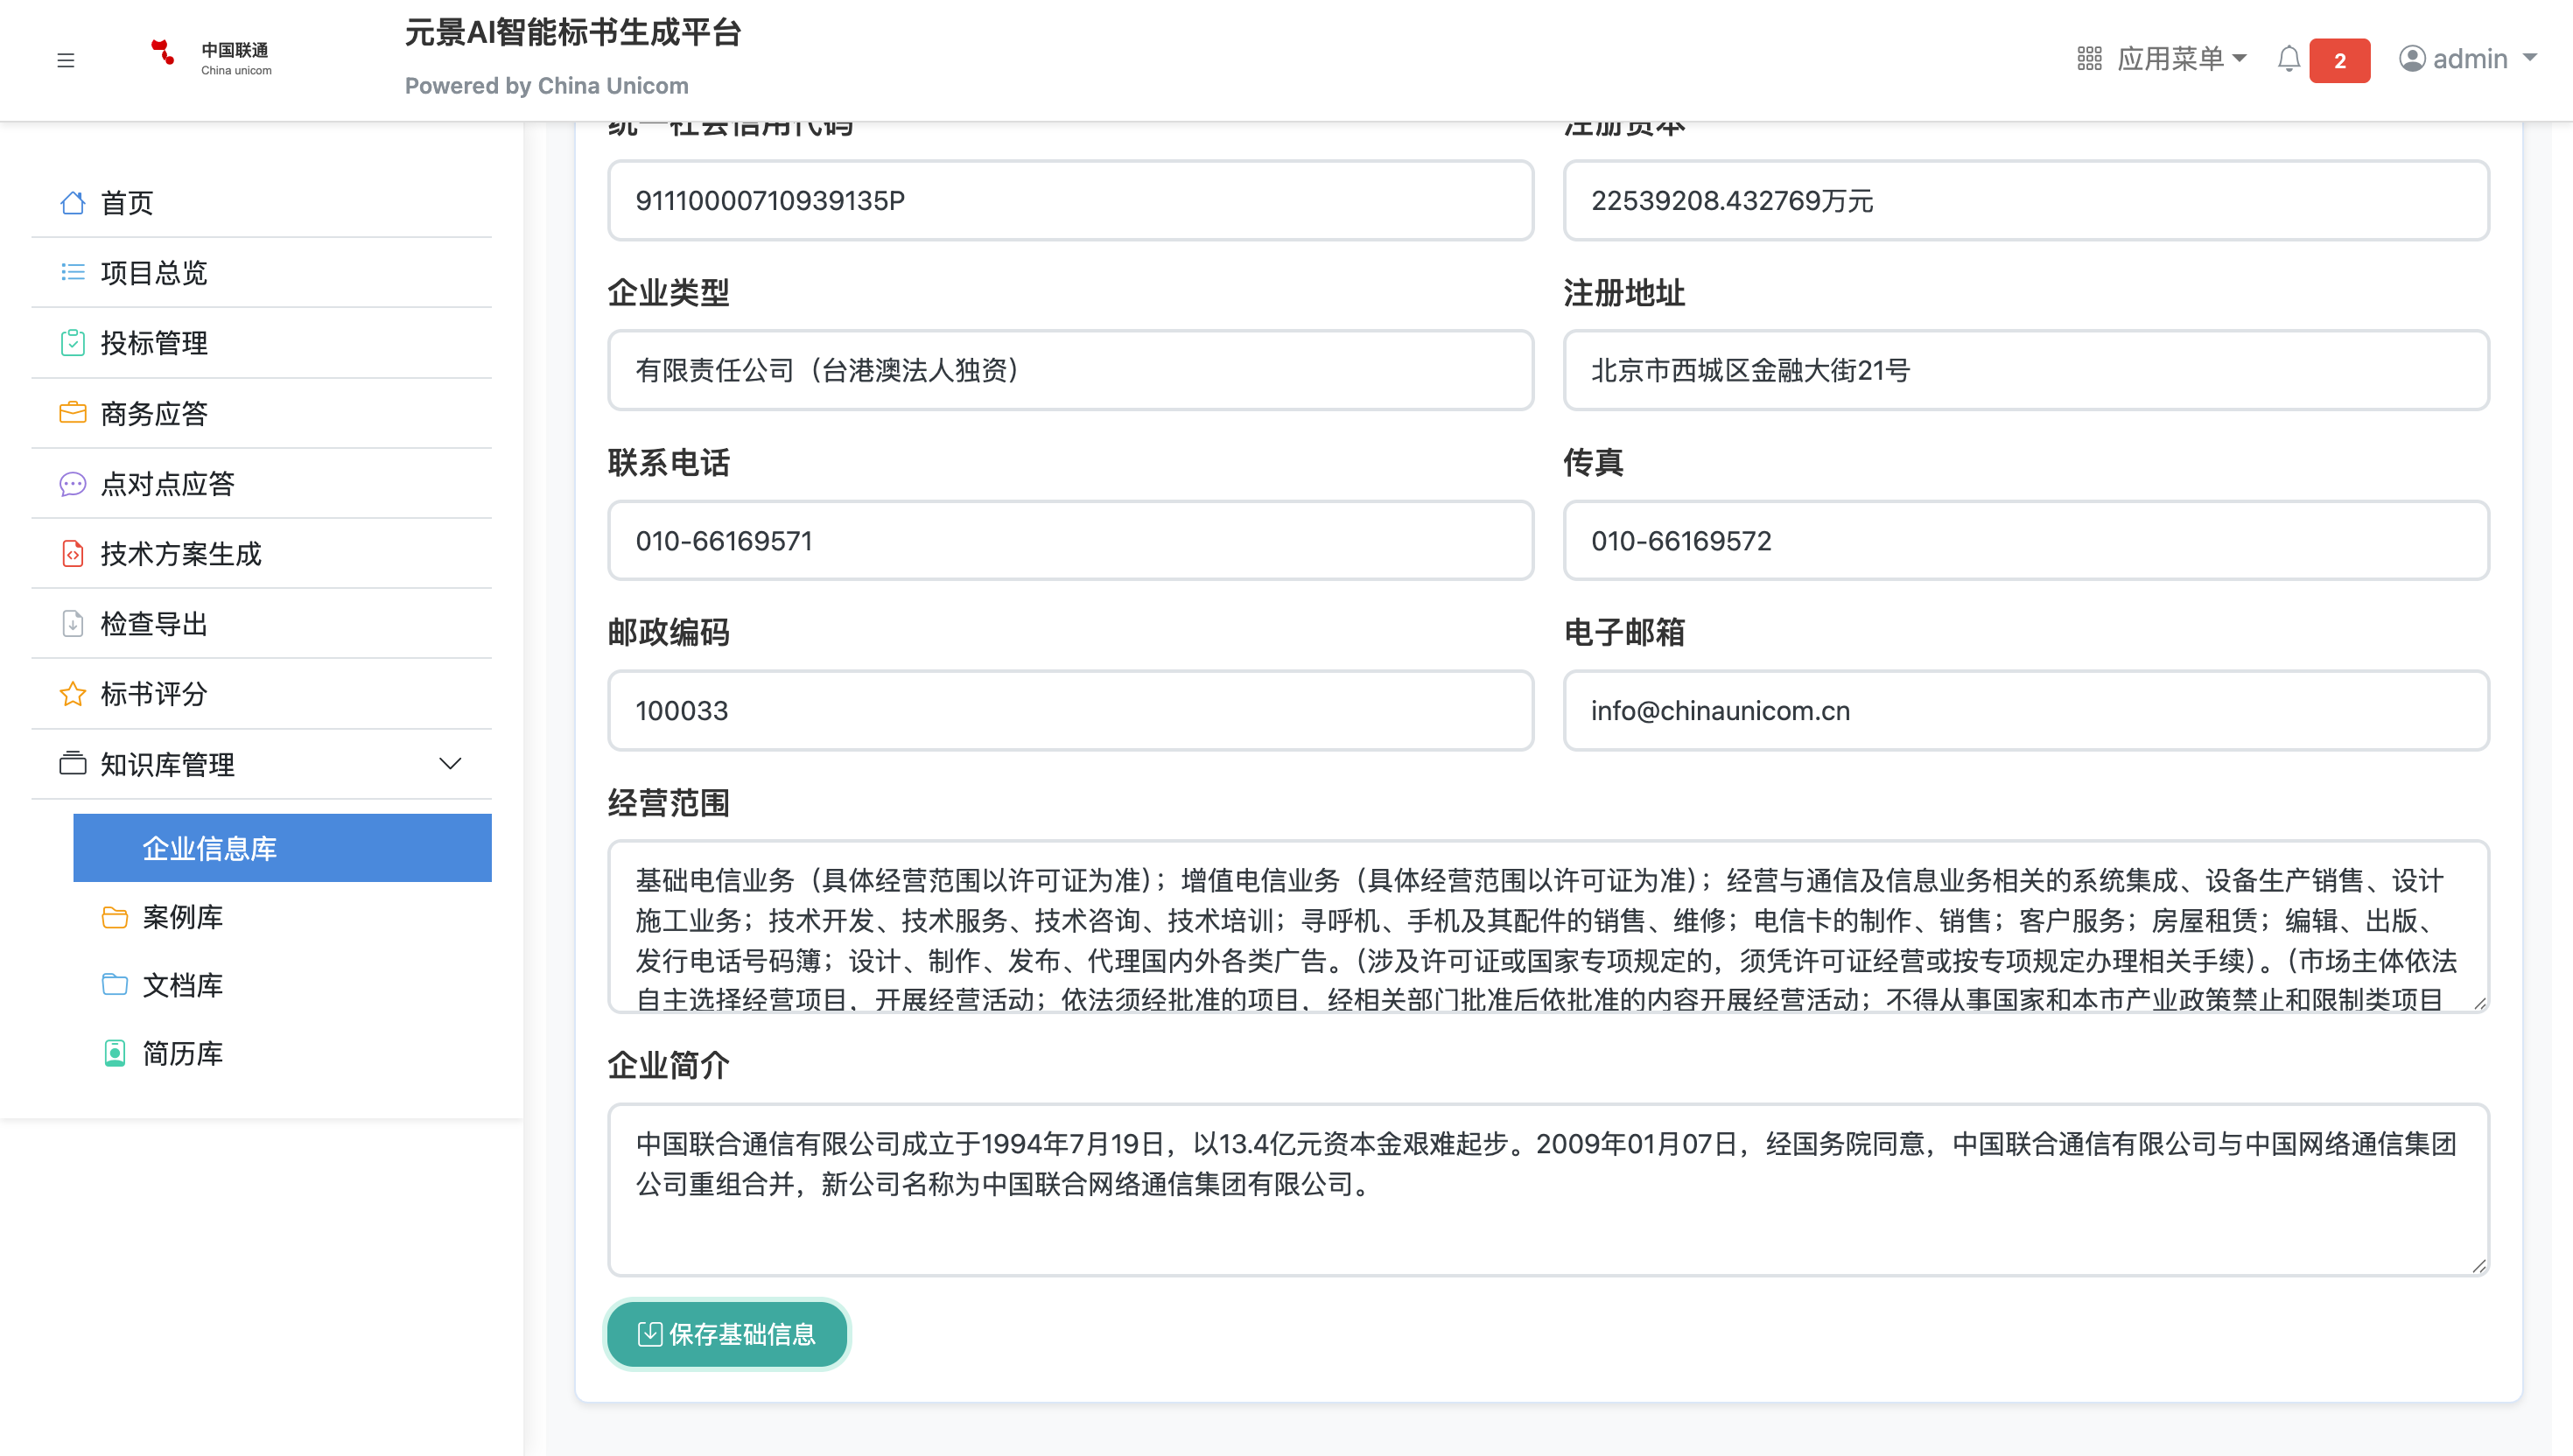 中国联通
China unicom
元景AI智能标书生成平台
Powered by China Unicom
应用菜单
2
admin
首页
项目总览
投标管理
商务应答
点对点应答
技术方案生成
检查导出
标书评分
知识库管理
企业信息库
案例库
文档库
简历库
统一社会信用代码
注册资本
91110000710939135P
22539208.432769万元
企业类型
注册地址
有限责任公司（台港澳法人独资）
北京市西城区金融大街21号
联系电话
传真
010-66169571
010-66169572
邮政编码
电子邮箱
100033
info@chinaunicom.cn
经营范围
基础电信业务（具体经营范围以许可证为准）；增值电信业务（具体经营范围以许可证为准）；经营与通信及信息业务相关的系统集成、设备生产销售、设计
施工业务；技术开发、技术服务、技术咨询、技术培训；寻呼机、手机及其配件的销售、维修；电信卡的制作、销售；客户服务；房屋租赁；编辑、出版、
发行电话号码簿；设计、制作、发布、代理国内外各类广告。（涉及许可证或国家专项规定的，须凭许可证经营或按专项规定办理相关手续）。（市场主体依法
自主选择经营项目，开展经营活动；依法须经批准的项目，经相关部门批准后依批准的内容开展经营活动；不得从事国家和本市产业政策禁止和限制类项目
企业简介
中国联合通信有限公司成立于1994年7月19日，以13.4亿元资本金艰难起步。2009年01月07日，经国务院同意，中国联合通信有限公司与中国网络通信集团
公司重组合并，新公司名称为中国联合网络通信集团有限公司。
保存基础信息